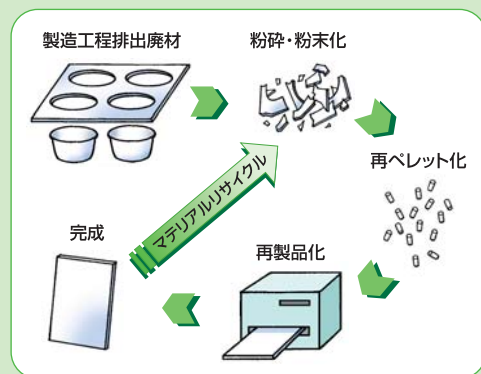 製造工程排出廃材
粉砕・粉末化
再ペレット化
マテリアルリサイクル
完成
再製品化